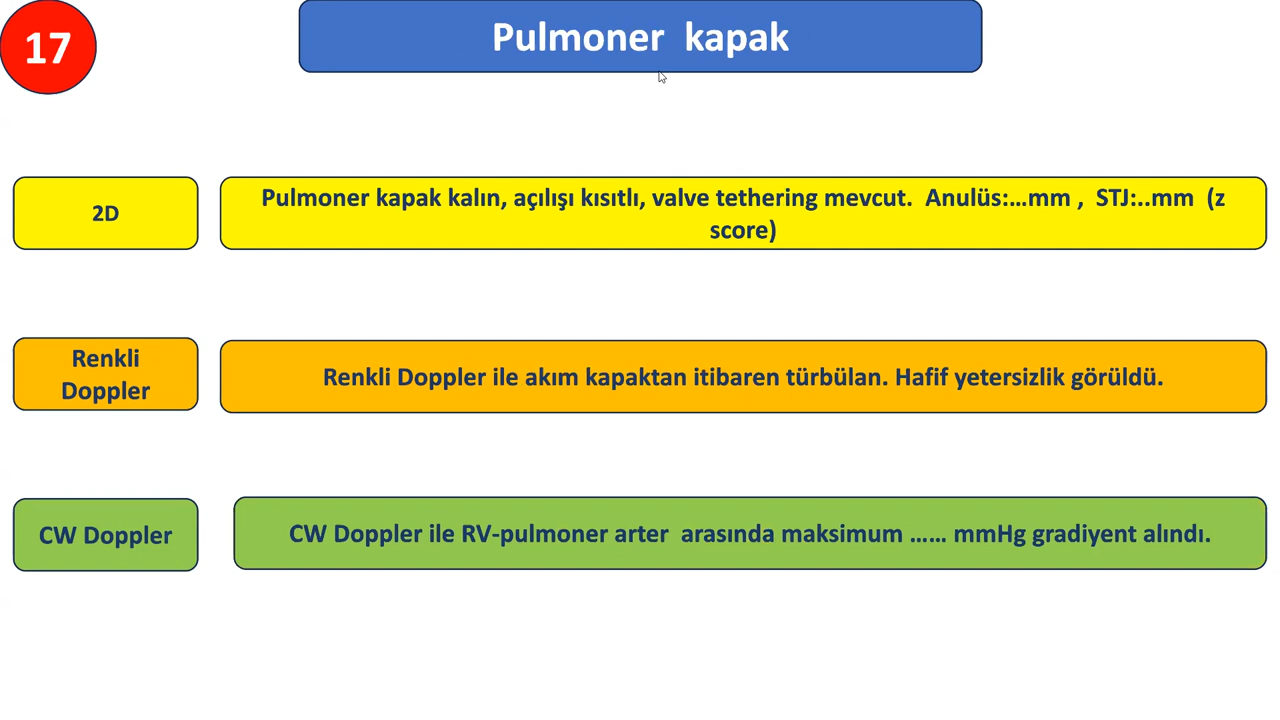 17
Pulmoner kapak
2D
Pulmoner kapak kalın, açılışı kısıtlı, valve tethering mevcut. Anulüs:...mm , STJ:..mm (z
score)
Renkli
Doppler
Renkli Doppler ile akım kapaktan itibaren türbülan. Hafif yetersizlik görüldü.
CW Doppler
CW Doppler ile RV-pulmoner arter arasında maksimum ...... mmHg gradiyent alındı.